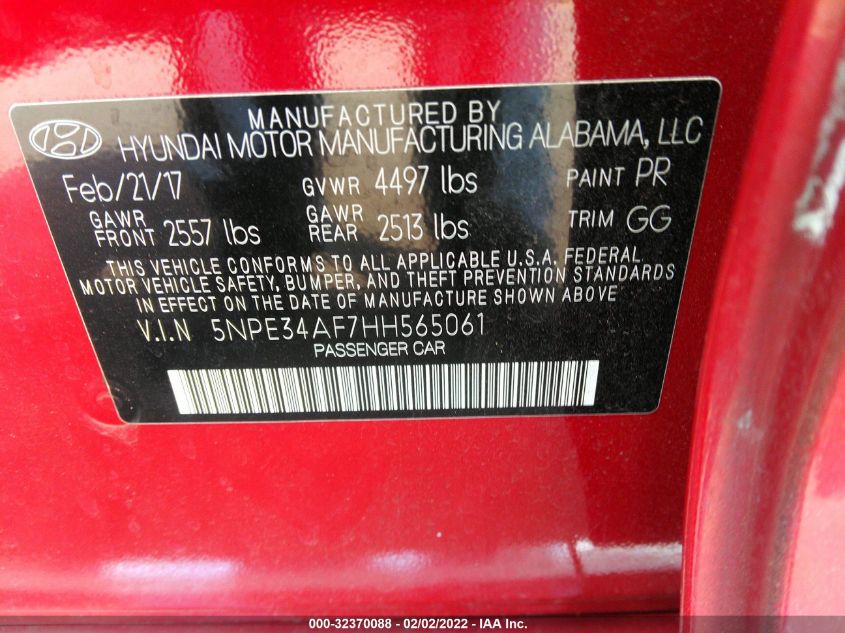 MANUFACTURED BY
HYUNDAI MOTOR MANUFACTURING ALABAMA, LLC
Feb/21/17 GVWR 4497 lbs PAINT PR
GAWR FRONT 2557 lbs GAWR REAR 2513 lbs TRIM GG
THIS VEHICLE CONFORMS TO ALL APPLICABLE U.S.A. FEDERAL
MOTOR VEHICLE SAFETY, BUMPER, AND THEFT PREVENTION STANDARDS
IN EFFECT ON THE DATE OF MANUFACTURE SHOWN ABOVE.
V.I.N 5NPE34AF7HH565061
PASSENGER CAR
000-32370088 - 02/02/2022 - IAA Inc.